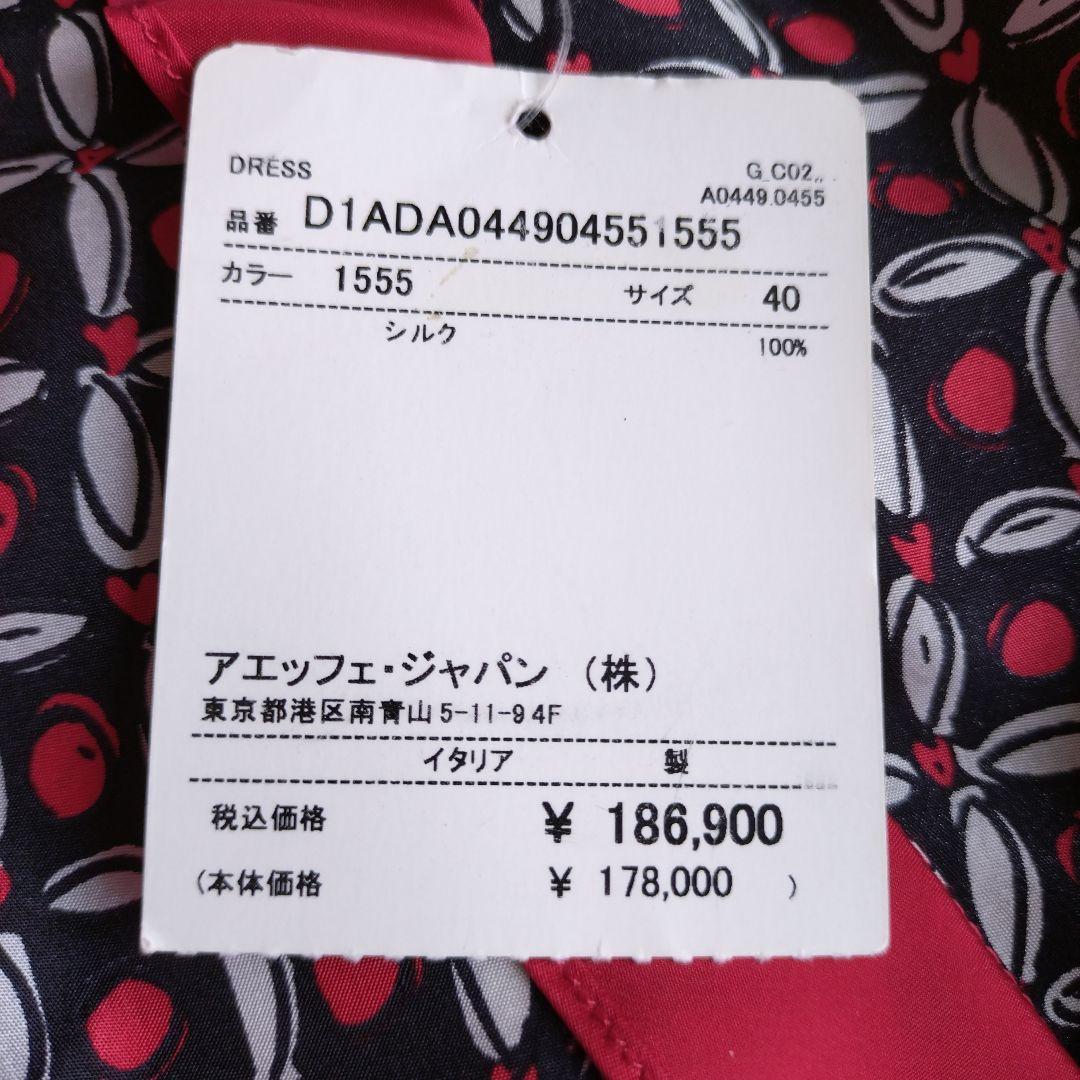 DRESS G C02
A0449 0455
品番 D1ADA044904551555
カラー 1555 サイズ 40
シルク 100%
アエッフェ・ジャパン (株)
東京都港区南青山5-11-9 4F
イタリア 製
税込価格 ¥ 186,900
(本体価格 ¥ 178,000 )